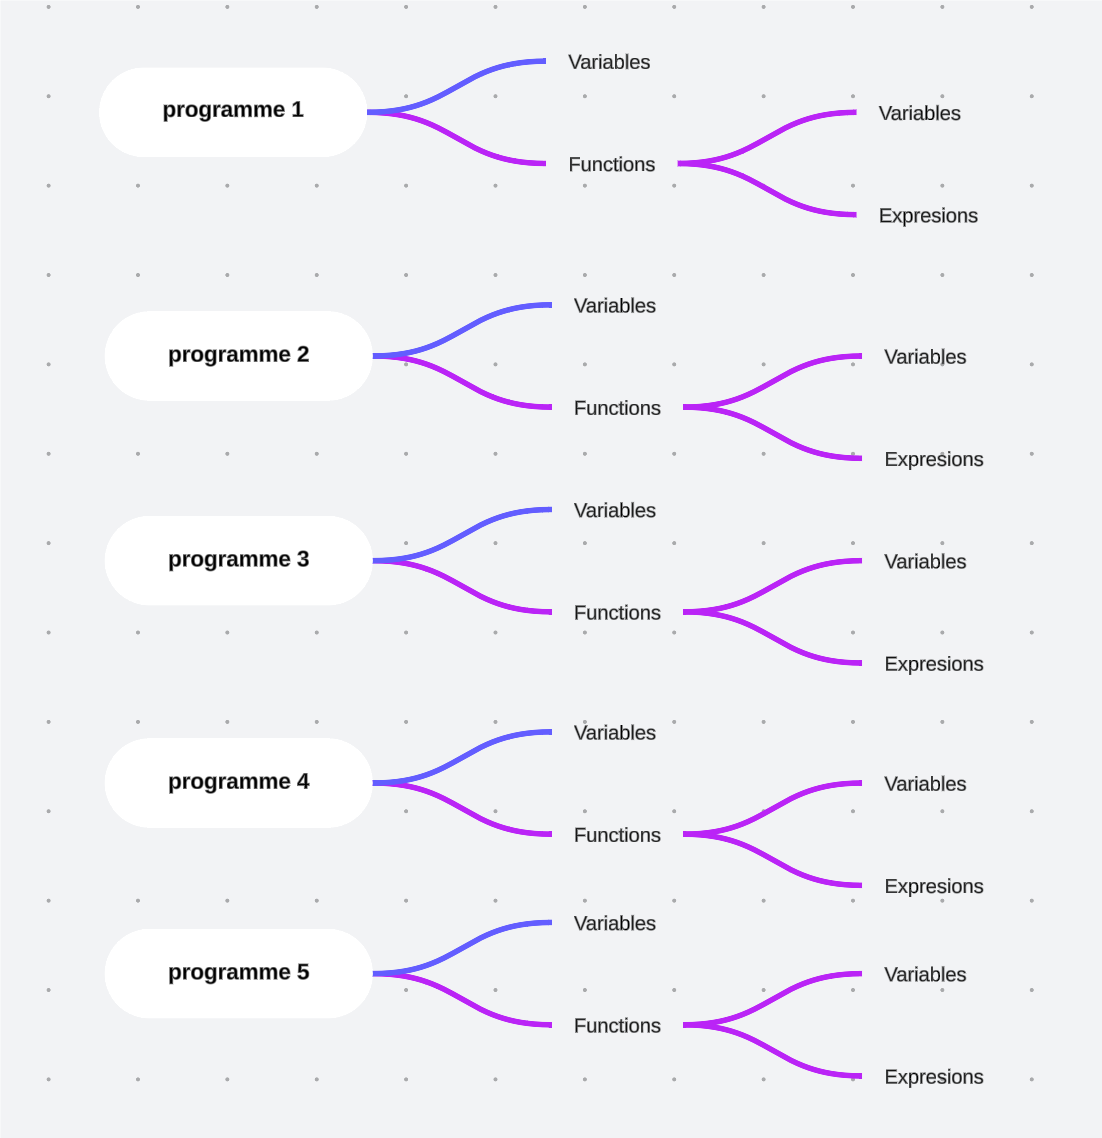 Variables
programme 1
Variables
Functions
Expresions
Variables
programme 2
Variables
Functions
Expresions
Variables
programme 3
Variables
Functions
Expresions
Variables
programme 4
Variables
Functions
Expresions
Variables
programme 5
Variables
Functions
Expresions